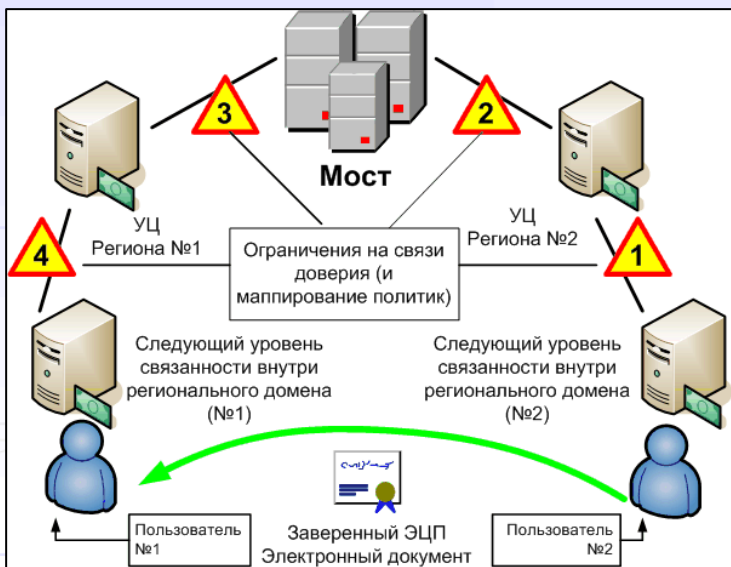 3
2
Мост
УЦ
Региона №1
УЦ
Региона №2
4
1
Ограничения на связи
доверия (и
маппирование политик)
Следующий уровень
связанности внутри
регионального домена
(№1)
Следующий уровень
связанности внутри
регионального домена
(№2)
Пользователь
№1
Заверенный ЭЦП
Электронный документ
Пользователь
№2